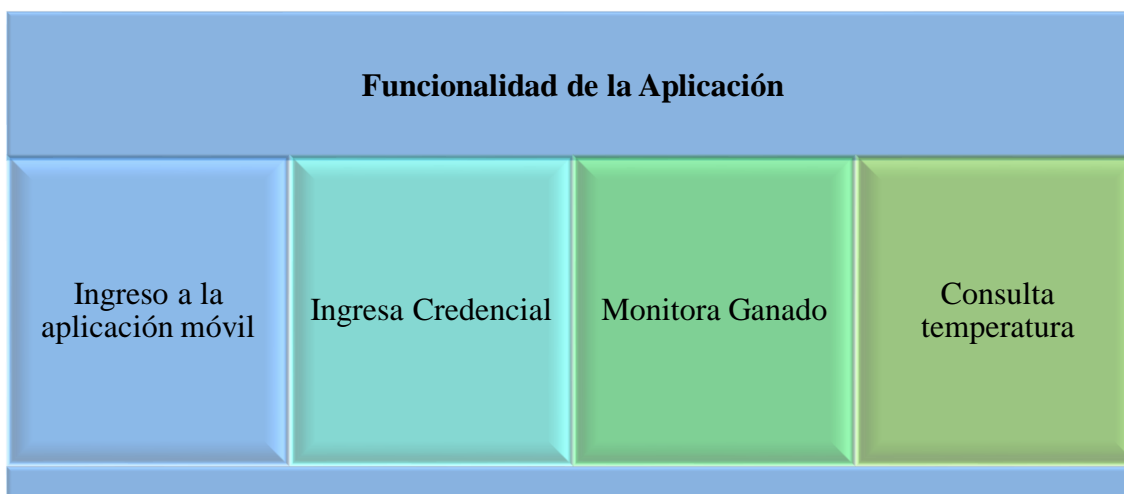 Funcionalidad de la Aplicación
Ingreso a la
aplicación móvil
Ingresa Credencial
Monitora Ganado
Consulta
temperatura